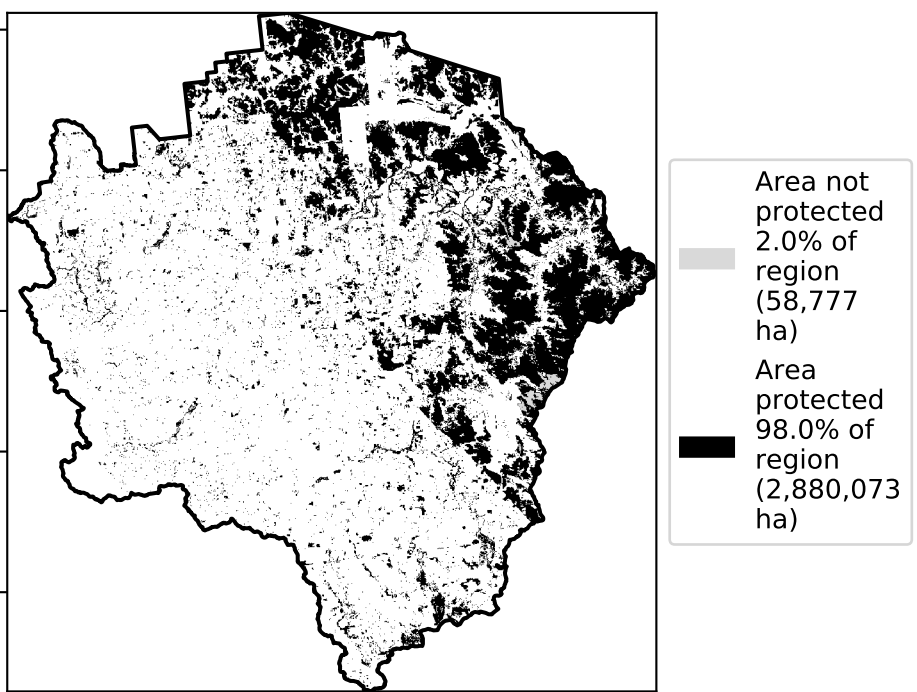 Area not
protected
2.0% of
region
(58,777
ha)
Area
protected
98.0% of
region
(2,880,073
ha)